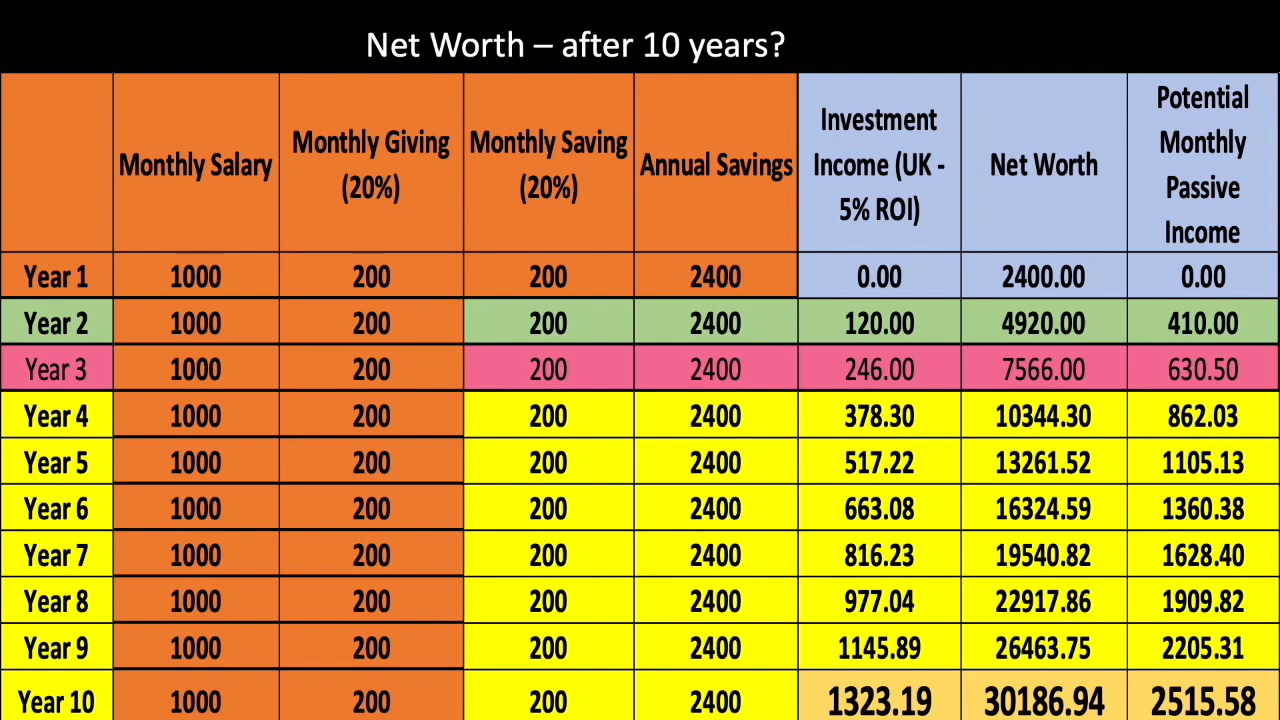 Net Worth – after 10 years?
Monthly Salary
Monthly Giving
(20%)
Monthly Saving
(20%)
Annual Savings
Investment
Income (UK -
5% ROI)
Net Worth
Potential
Monthly
Passive
Income
Year 1 1000 200 200 2400 0.00 2400.00 0.00
Year 2 1000 200 200 2400 120.00 4920.00 410.00
Year 3 1000 200 200 2400 246.00 7566.00 630.50
Year 4 1000 200 200 2400 378.30 10344.30 862.03
Year 5 1000 200 200 2400 517.22 13261.52 1105.13
Year 6 1000 200 200 2400 663.08 16324.59 1360.38
Year 7 1000 200 200 2400 816.23 19540.82 1628.40
Year 8 1000 200 200 2400 977.04 22917.86 1909.82
Year 9 1000 200 200 2400 1145.89 26463.75 2205.31
Year 10 1000 200 200 2400 1323.19 30186.94 2515.58